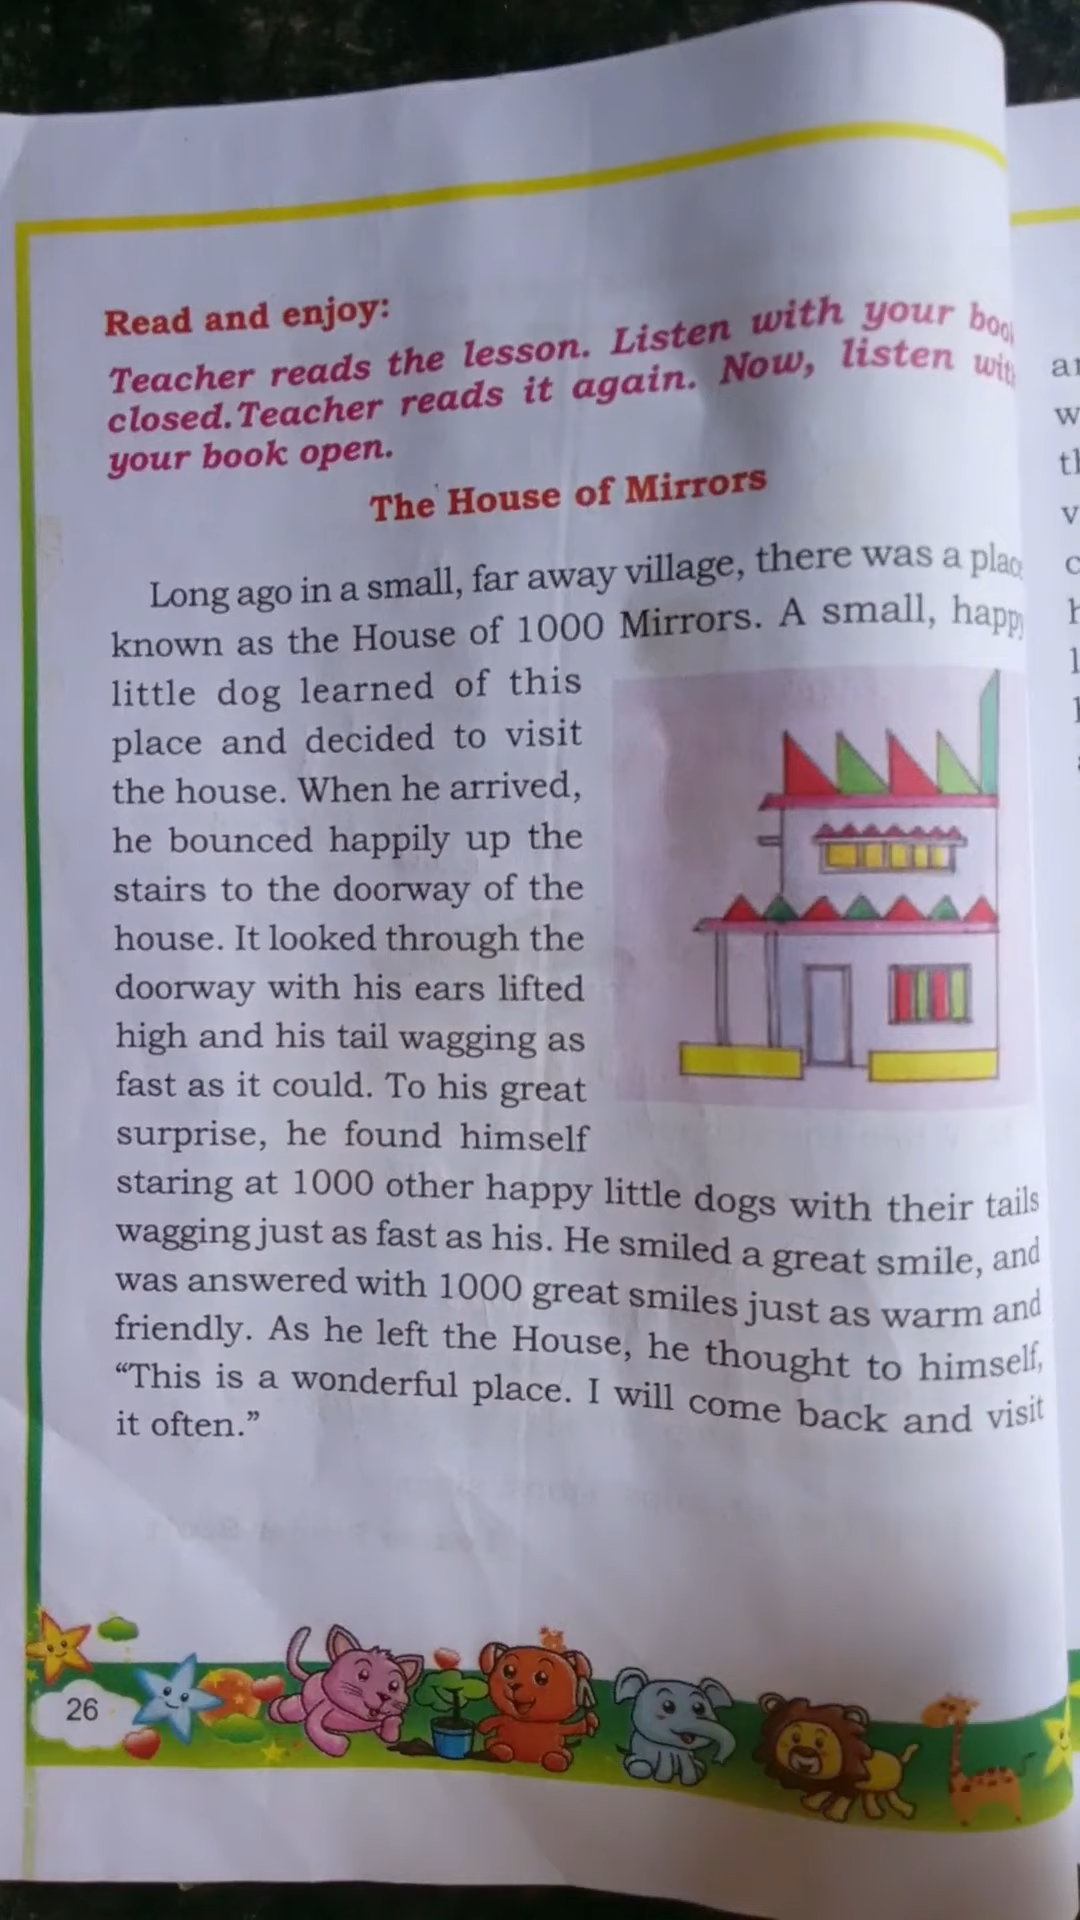 Read and enjoy:
Teacher reads the lesson. Listen with your
closed. Teacher reads it again. Now, listen
your book open.
The House of Mirrors
Long ago in a small, far away village, there was a
known as the House of 1000 Mirrors. A small,
little dog learned of this
place and decided to visit
the house. When he arrived,
he bounced happily up the
stairs to the doorway of the
house. It looked through the
doorway with his ears lifted
high and his tail wagging as
fast as it could. To his great
surprise, he found himself
staring at 1000 other happy little dogs with their tails
wagging just as fast as his. He smiled a great smile, and
was answered with 1000 great smiles just as warm and
friendly. As he left the House, he thought to himself,
“This is a wonderful place. I will come back and visit
it often.”
26